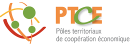 PTCE
Pôles territoriaux
de coopération économique